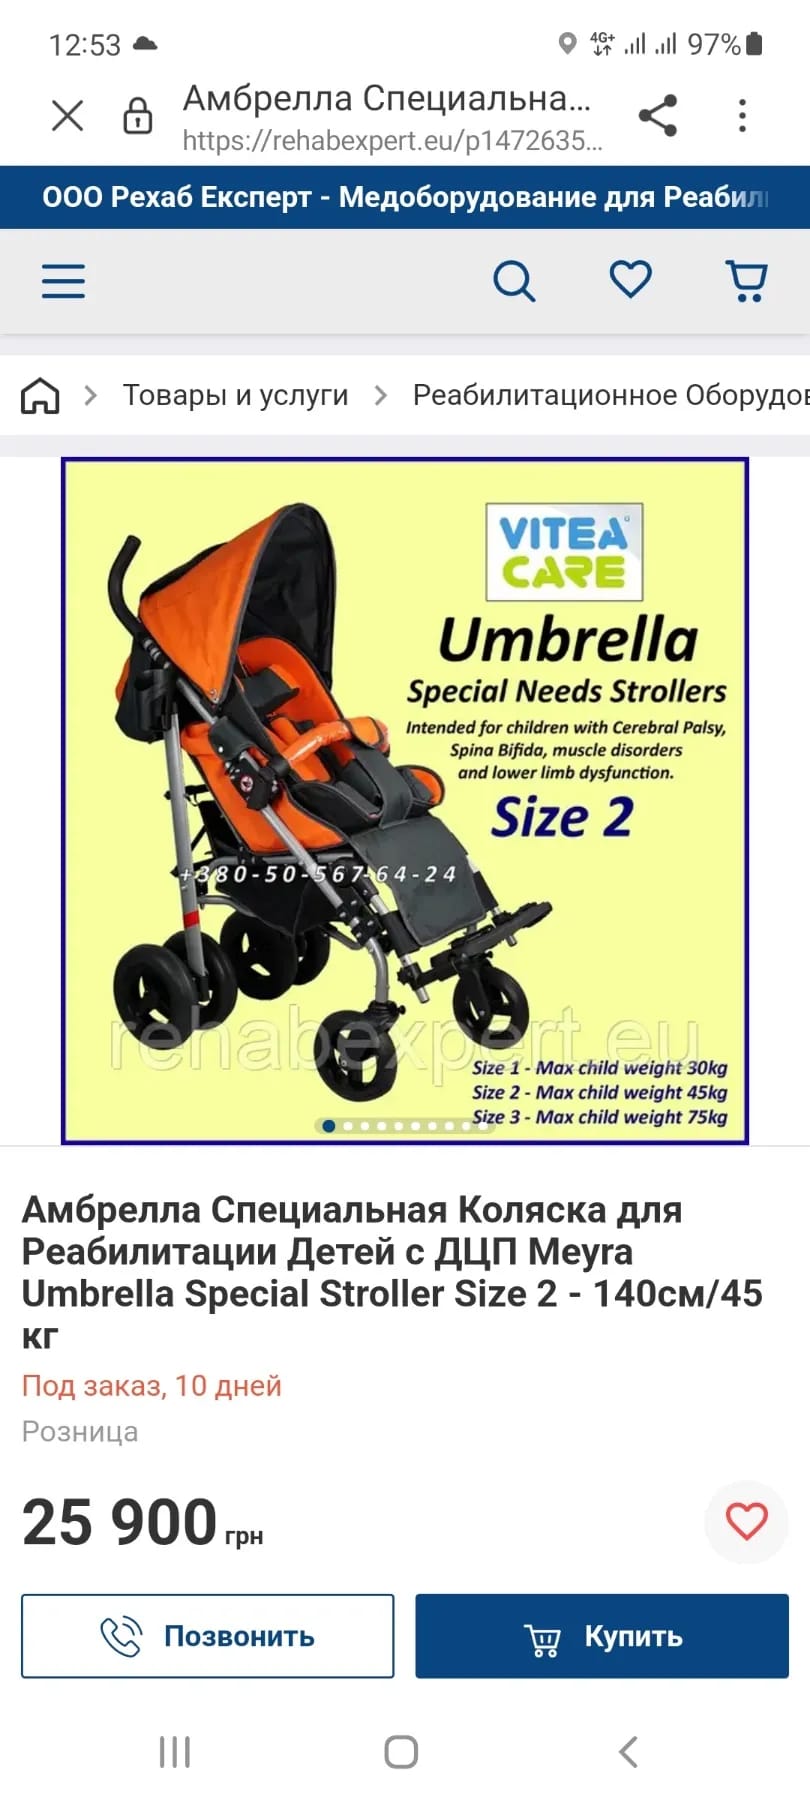 12:53
4G+ 97%
Амбрелла Специальна...
https://rehabexpert.eu/p1472635...
ООО Рехаб Експерт - Медоборудование для Реабил
Товары и услуги > Реабилитационное Оборудов
VITEA
CARE
Umbrella
Special Needs Strollers
Intended for children with Cerebral Palsy,
Spina Bifida, muscle disorders
and lower limb dysfunction.
Size 2
+380-50-567-64-24
rehabexpert.eu
Size 1 - Max child weight 30kg
Size 2 - Max child weight 45kg
Size 3 - Max child weight 75kg
Амбрелла Специальная Коляска для
Реабилитации Детей с ДЦП Meyra
Umbrella Special Stroller Size 2 - 140см/45
кг
Под заказ, 10 дней
Розница
25 900 грн
Позвонить
Купить